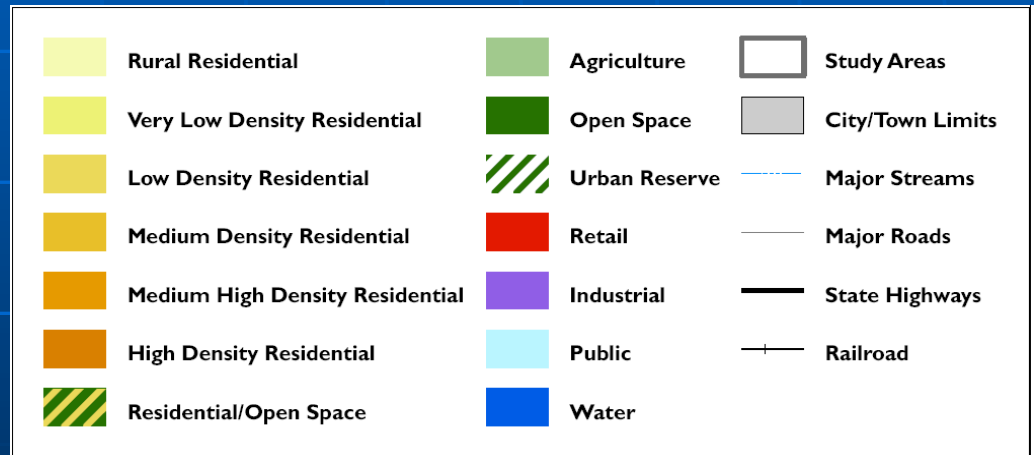 Rural Residential
Very Low Density Residential
Low Density Residential
Medium Density Residential
Medium High Density Residential
High Density Residential
Residential/Open Space
Agriculture
Open Space
Urban Reserve
Retail
Industrial
Public
Water
Study Areas
City/Town Limits
Major Streams
Major Roads
State Highways
Railroad